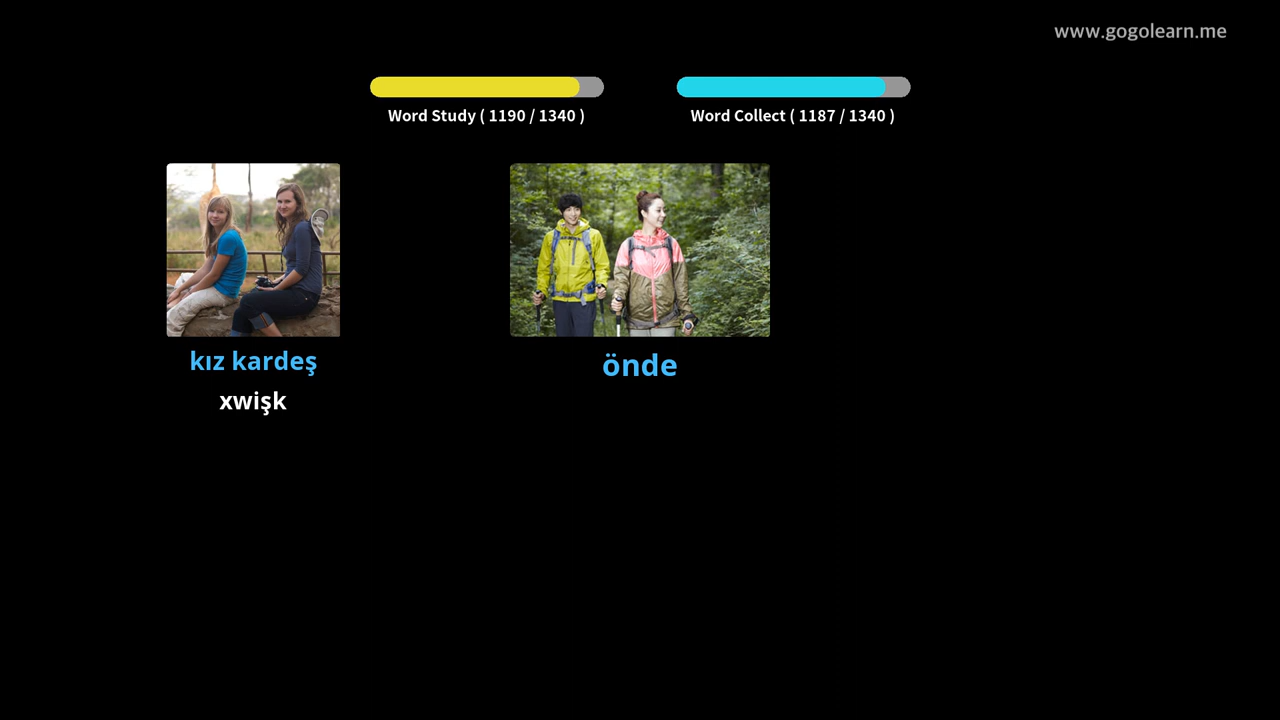 www.gogolearn.me
Word Study ( 1190 / 1340 )
Word Collect ( 1187 / 1340 )
kız kardeş
xwişk
önde